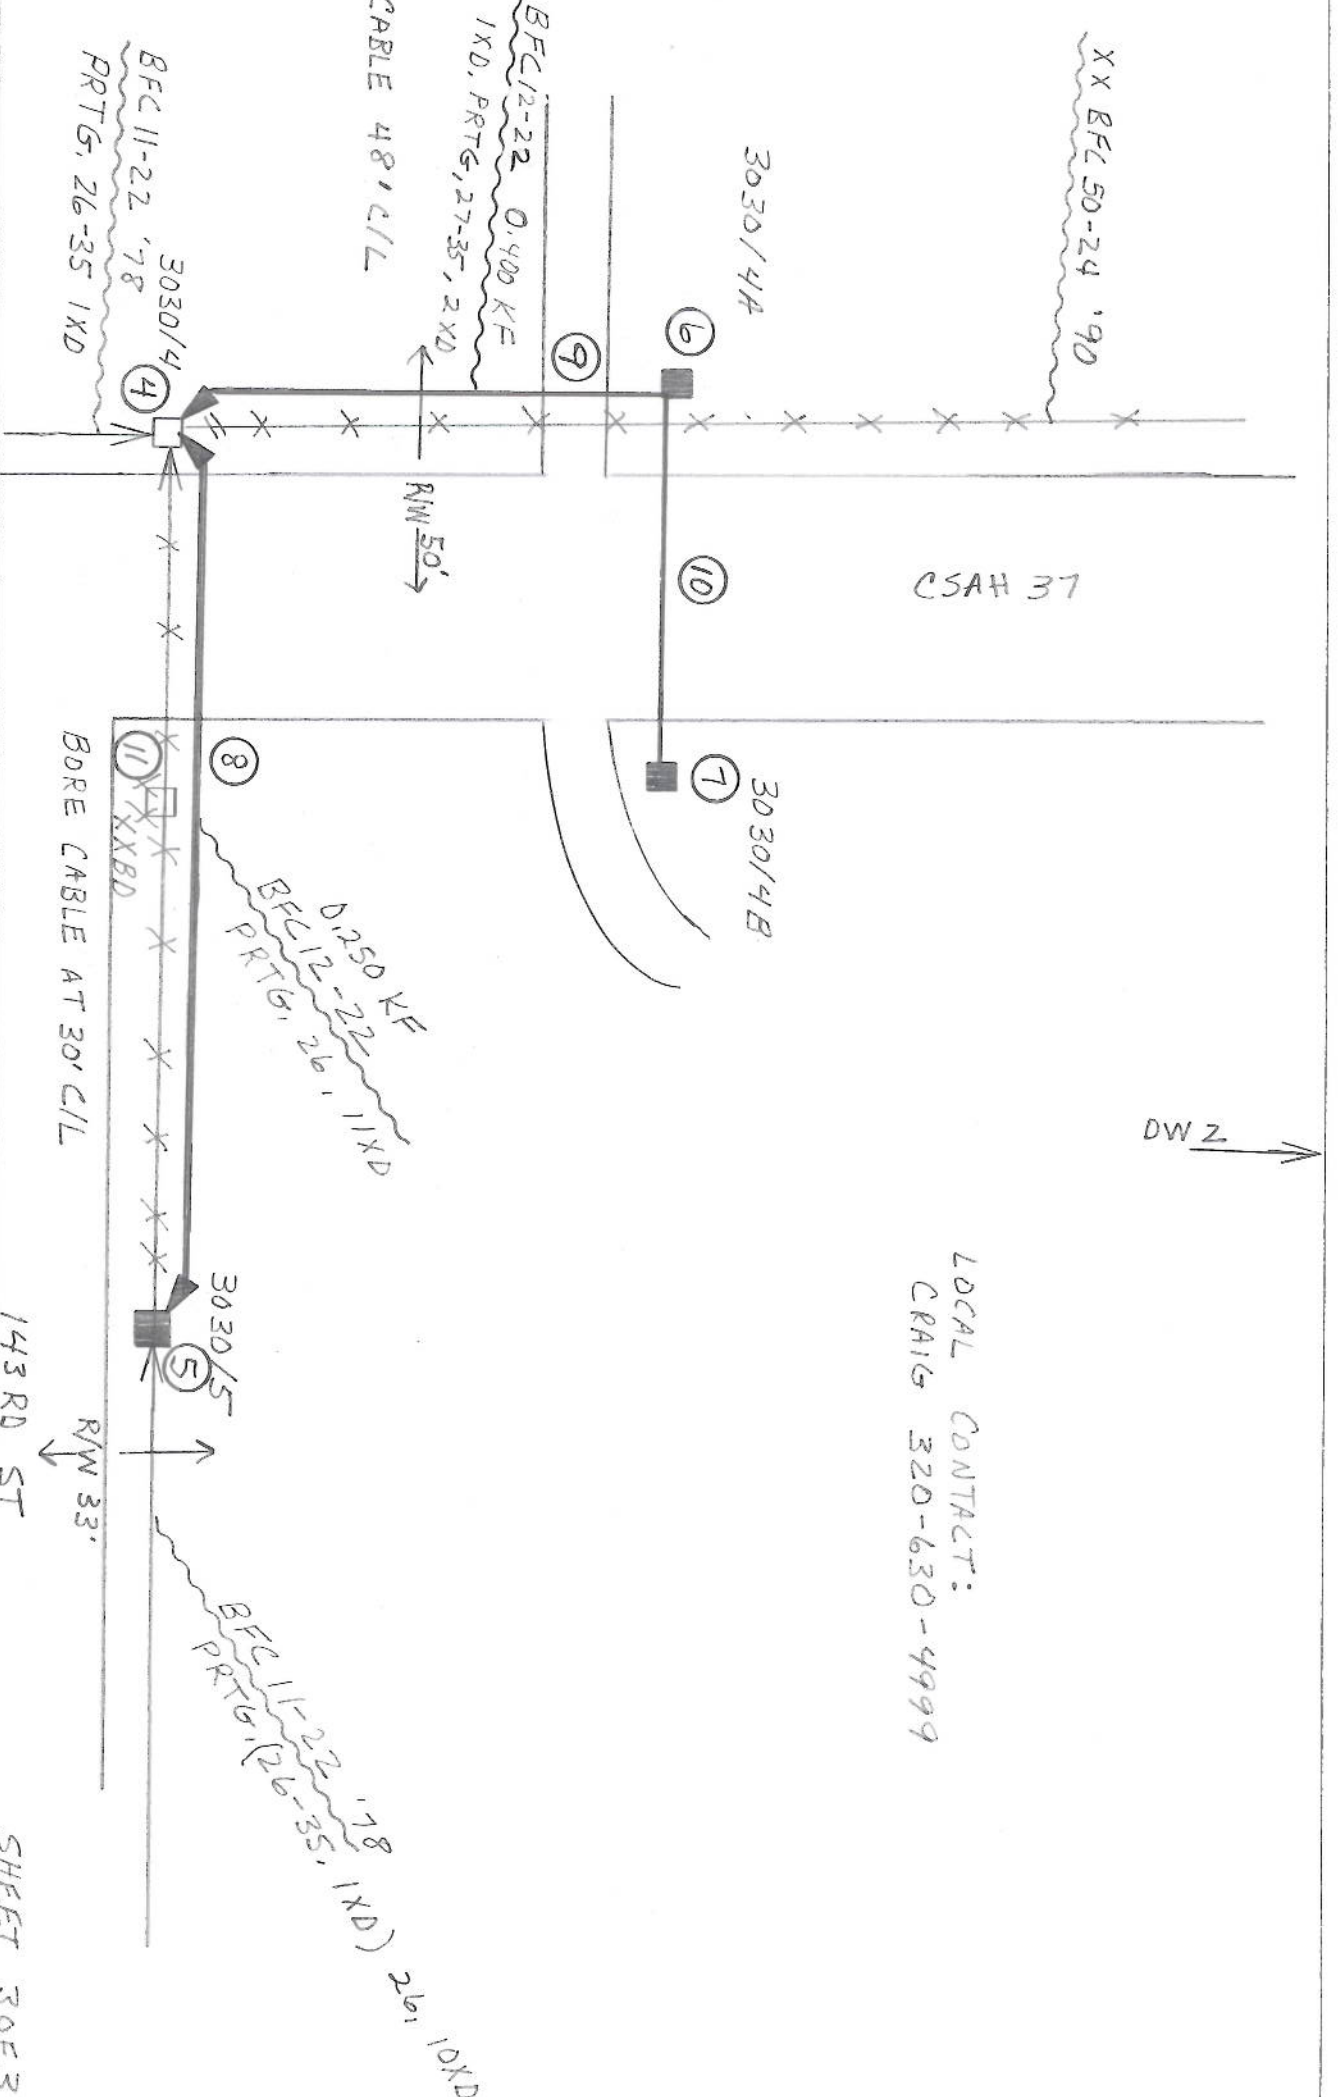 XX BFC 50-24 '90
3030/4A
6
BFC 12-22 0.400 KF
1XD, PRTG, 27-35, 2XD
9
CABLE 48' C/L
BFC 11-22 '78
PRTG, 26-35 1XD
3030/4
4
R/W 50'
10
CSAH 37
7
3030/4B
8
11
XXBD
BORE CABLE AT 30' C/L
0.250 KF
BFC 12-22
PRTG, 26, 11XD
DW 2
LOCAL CONTACT:
CRAIG 320-630-4999
3030/5
5
R/W 33'
143RD ST
BFC 11-22 '78
PRTG, (26-35, 1XD) 26, 10XD
SHEET 3 OF 3